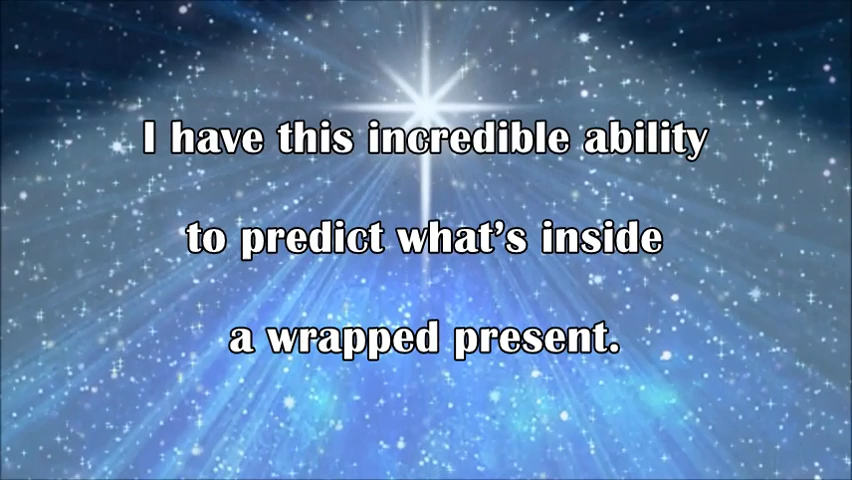 I have this incredible ability
to predict what’s inside
a wrapped present.